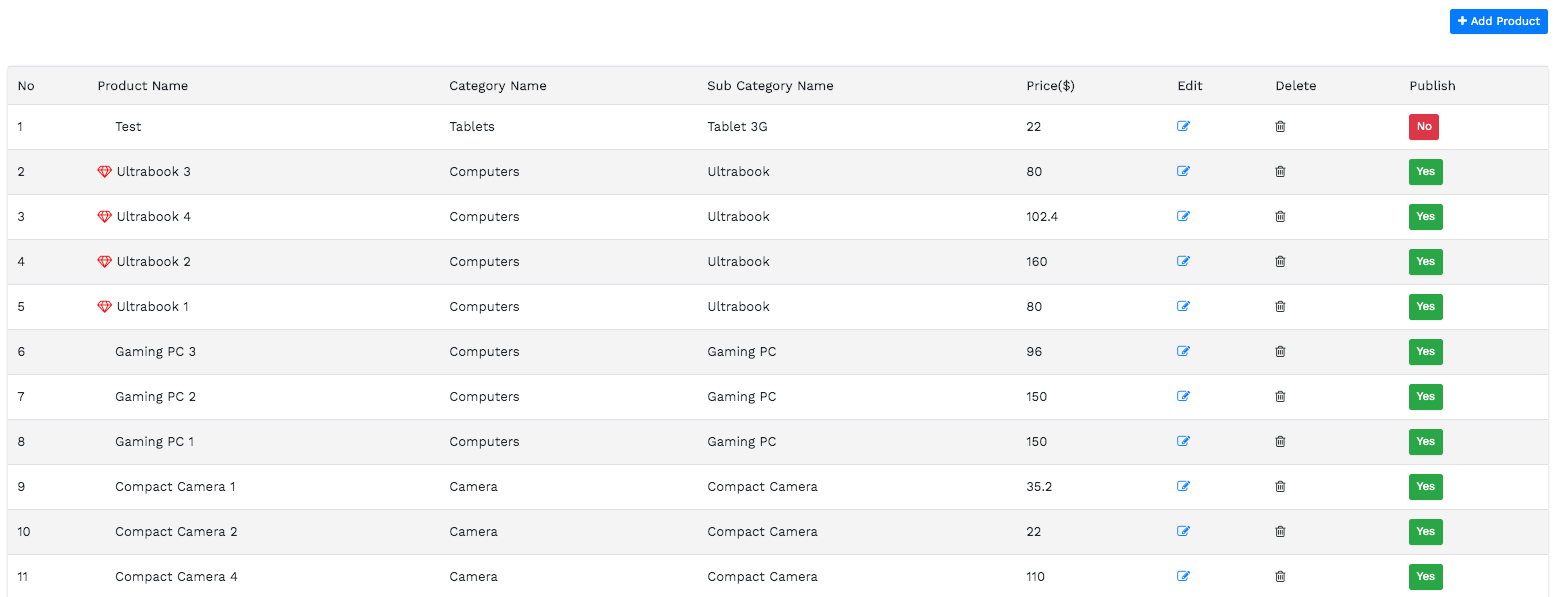 Add Product
No Product Name Category Name Sub Category Name Price($) Edit Delete Publish
1 Test Tablets Tablet 3G 22 No
2 Ultrabook 3 Computers Ultrabook 80 Yes
3 Ultrabook 4 Computers Ultrabook 102.4 Yes
4 Ultrabook 2 Computers Ultrabook 160 Yes
5 Ultrabook 1 Computers Ultrabook 80 Yes
6 Gaming PC 3 Computers Gaming PC 96 Yes
7 Gaming PC 2 Computers Gaming PC 150 Yes
8 Gaming PC 1 Computers Gaming PC 150 Yes
9 Compact Camera 1 Camera Compact Camera 35.2 Yes
10 Compact Camera 2 Camera Compact Camera 22 Yes
11 Compact Camera 4 Camera Compact Camera 110 Yes